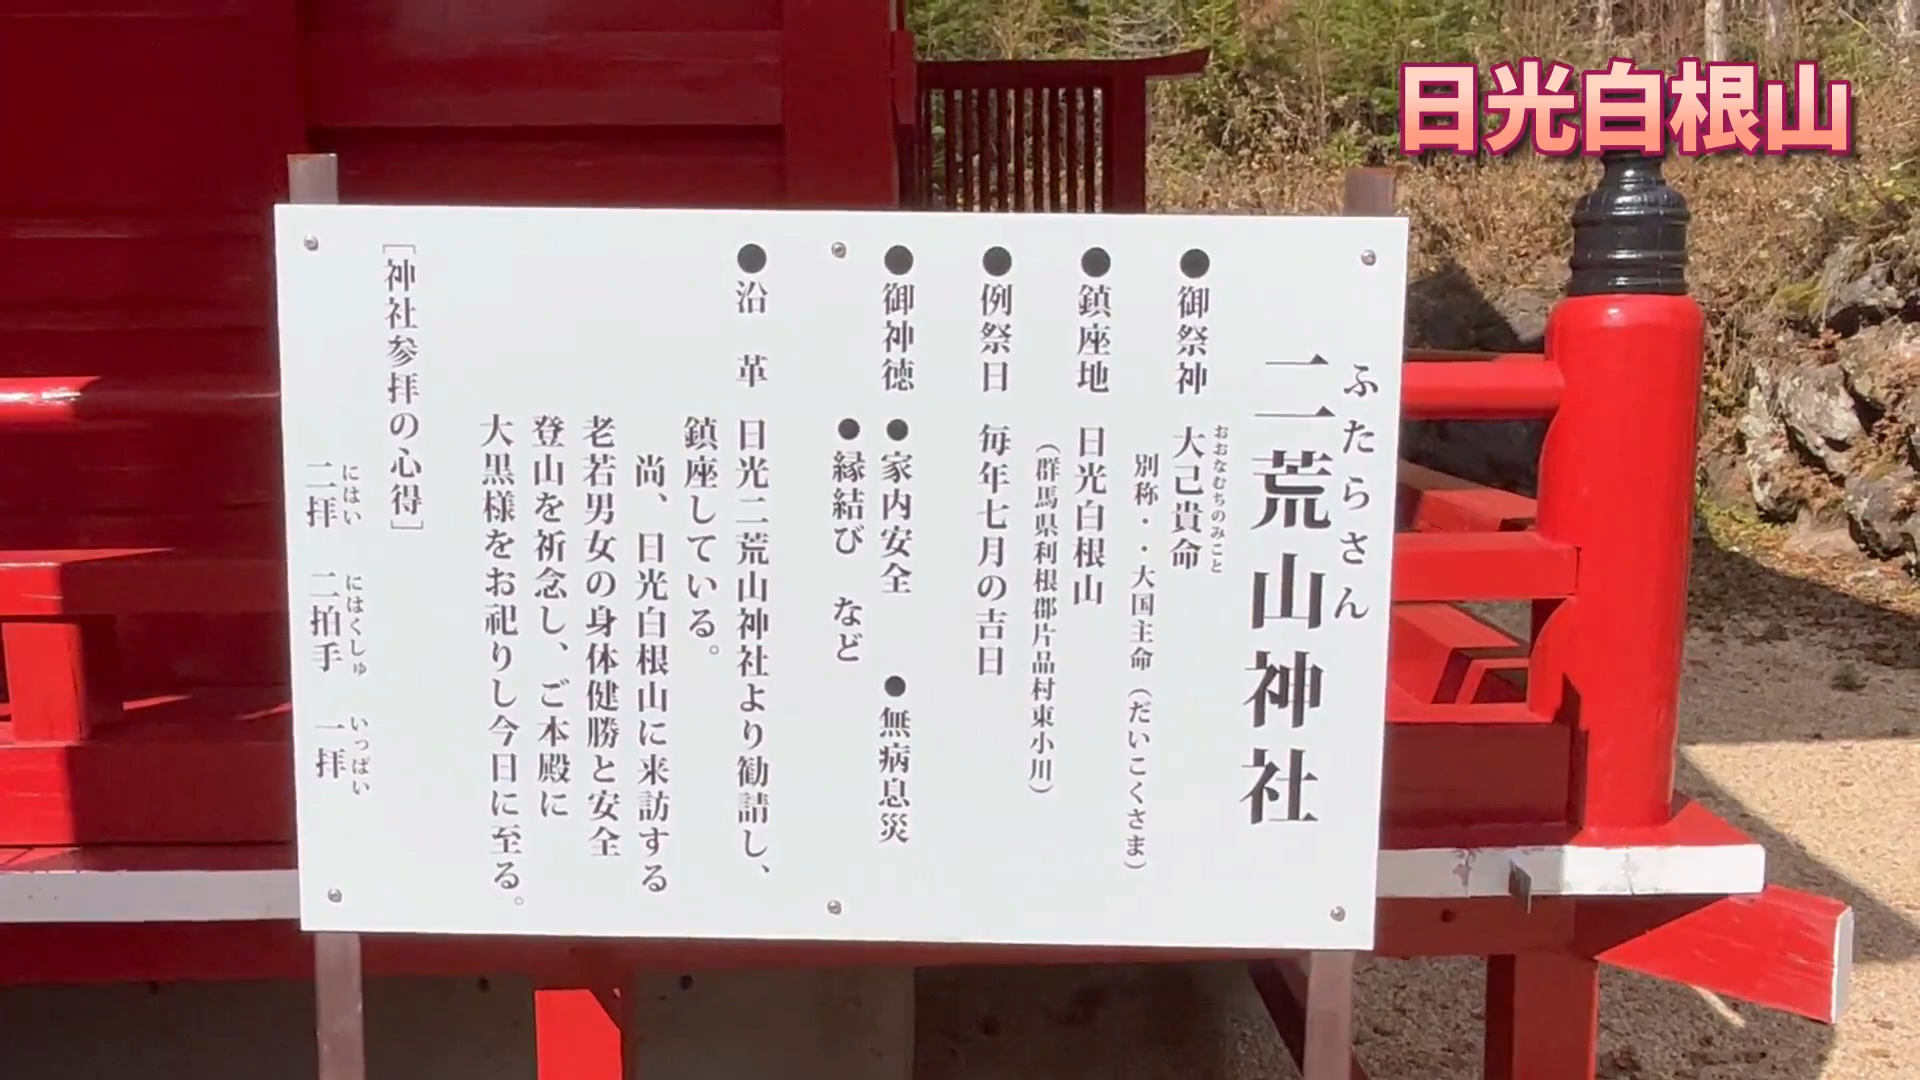 日光白根山
ふたらさん
二荒山神社
●御祭神 大己貴命
おおなむちのみこと
別称・・大国主命(だいこくさま)
●鎮座地 日光白根山
(群馬県利根郡片品村東小川)
●例祭日 毎年七月の吉日
●御神徳 ●家内安全 ●無病息災
●縁結び など
●沿 革 日光二荒山神社より勧請し、
鎮座している。
尚、日光白根山に来訪する
老若男女の身体健勝と安全
登山を祈念し、ご本殿に
大黒様をお祀りし今日に至る。
[神社参拝の心得]
にはい にはくしゅ いっぱい
二拝 二拍手 一拝